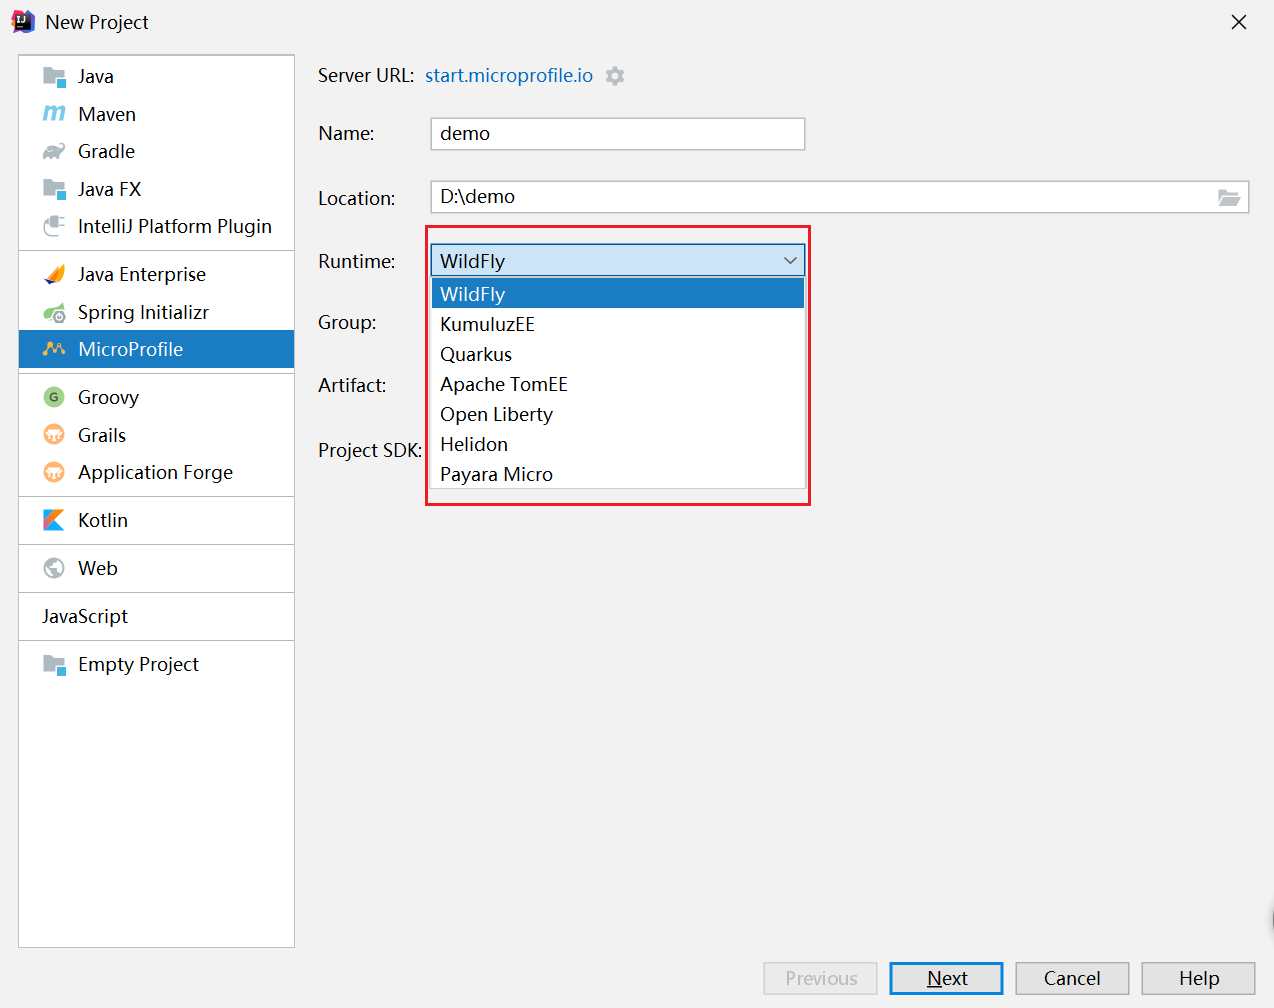 New Project
Java
Maven
Gradle
Java FX
IntelliJ Platform Plugin
Java Enterprise
Spring Initializr
MicroProfile
Groovy
Grails
Application Forge
Kotlin
Web
JavaScript
Empty Project
Server URL: start.microprofile.io
Name: demo
Location: D:\demo
Runtime: WildFly
WildFly
Group:
KumuluzEE
Quarkus
Artifact:
Apache TomEE
Open Liberty
Project SDK:
Helidon
Payara Micro
Previous Next Cancel Help